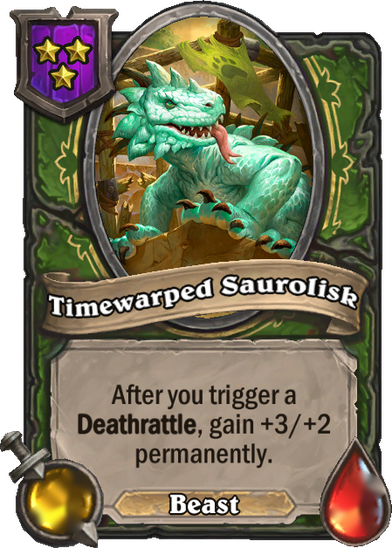 Timewarped Saurolisk
After you trigger a
Deathrattle, gain +3/+2
permanently.
Beast